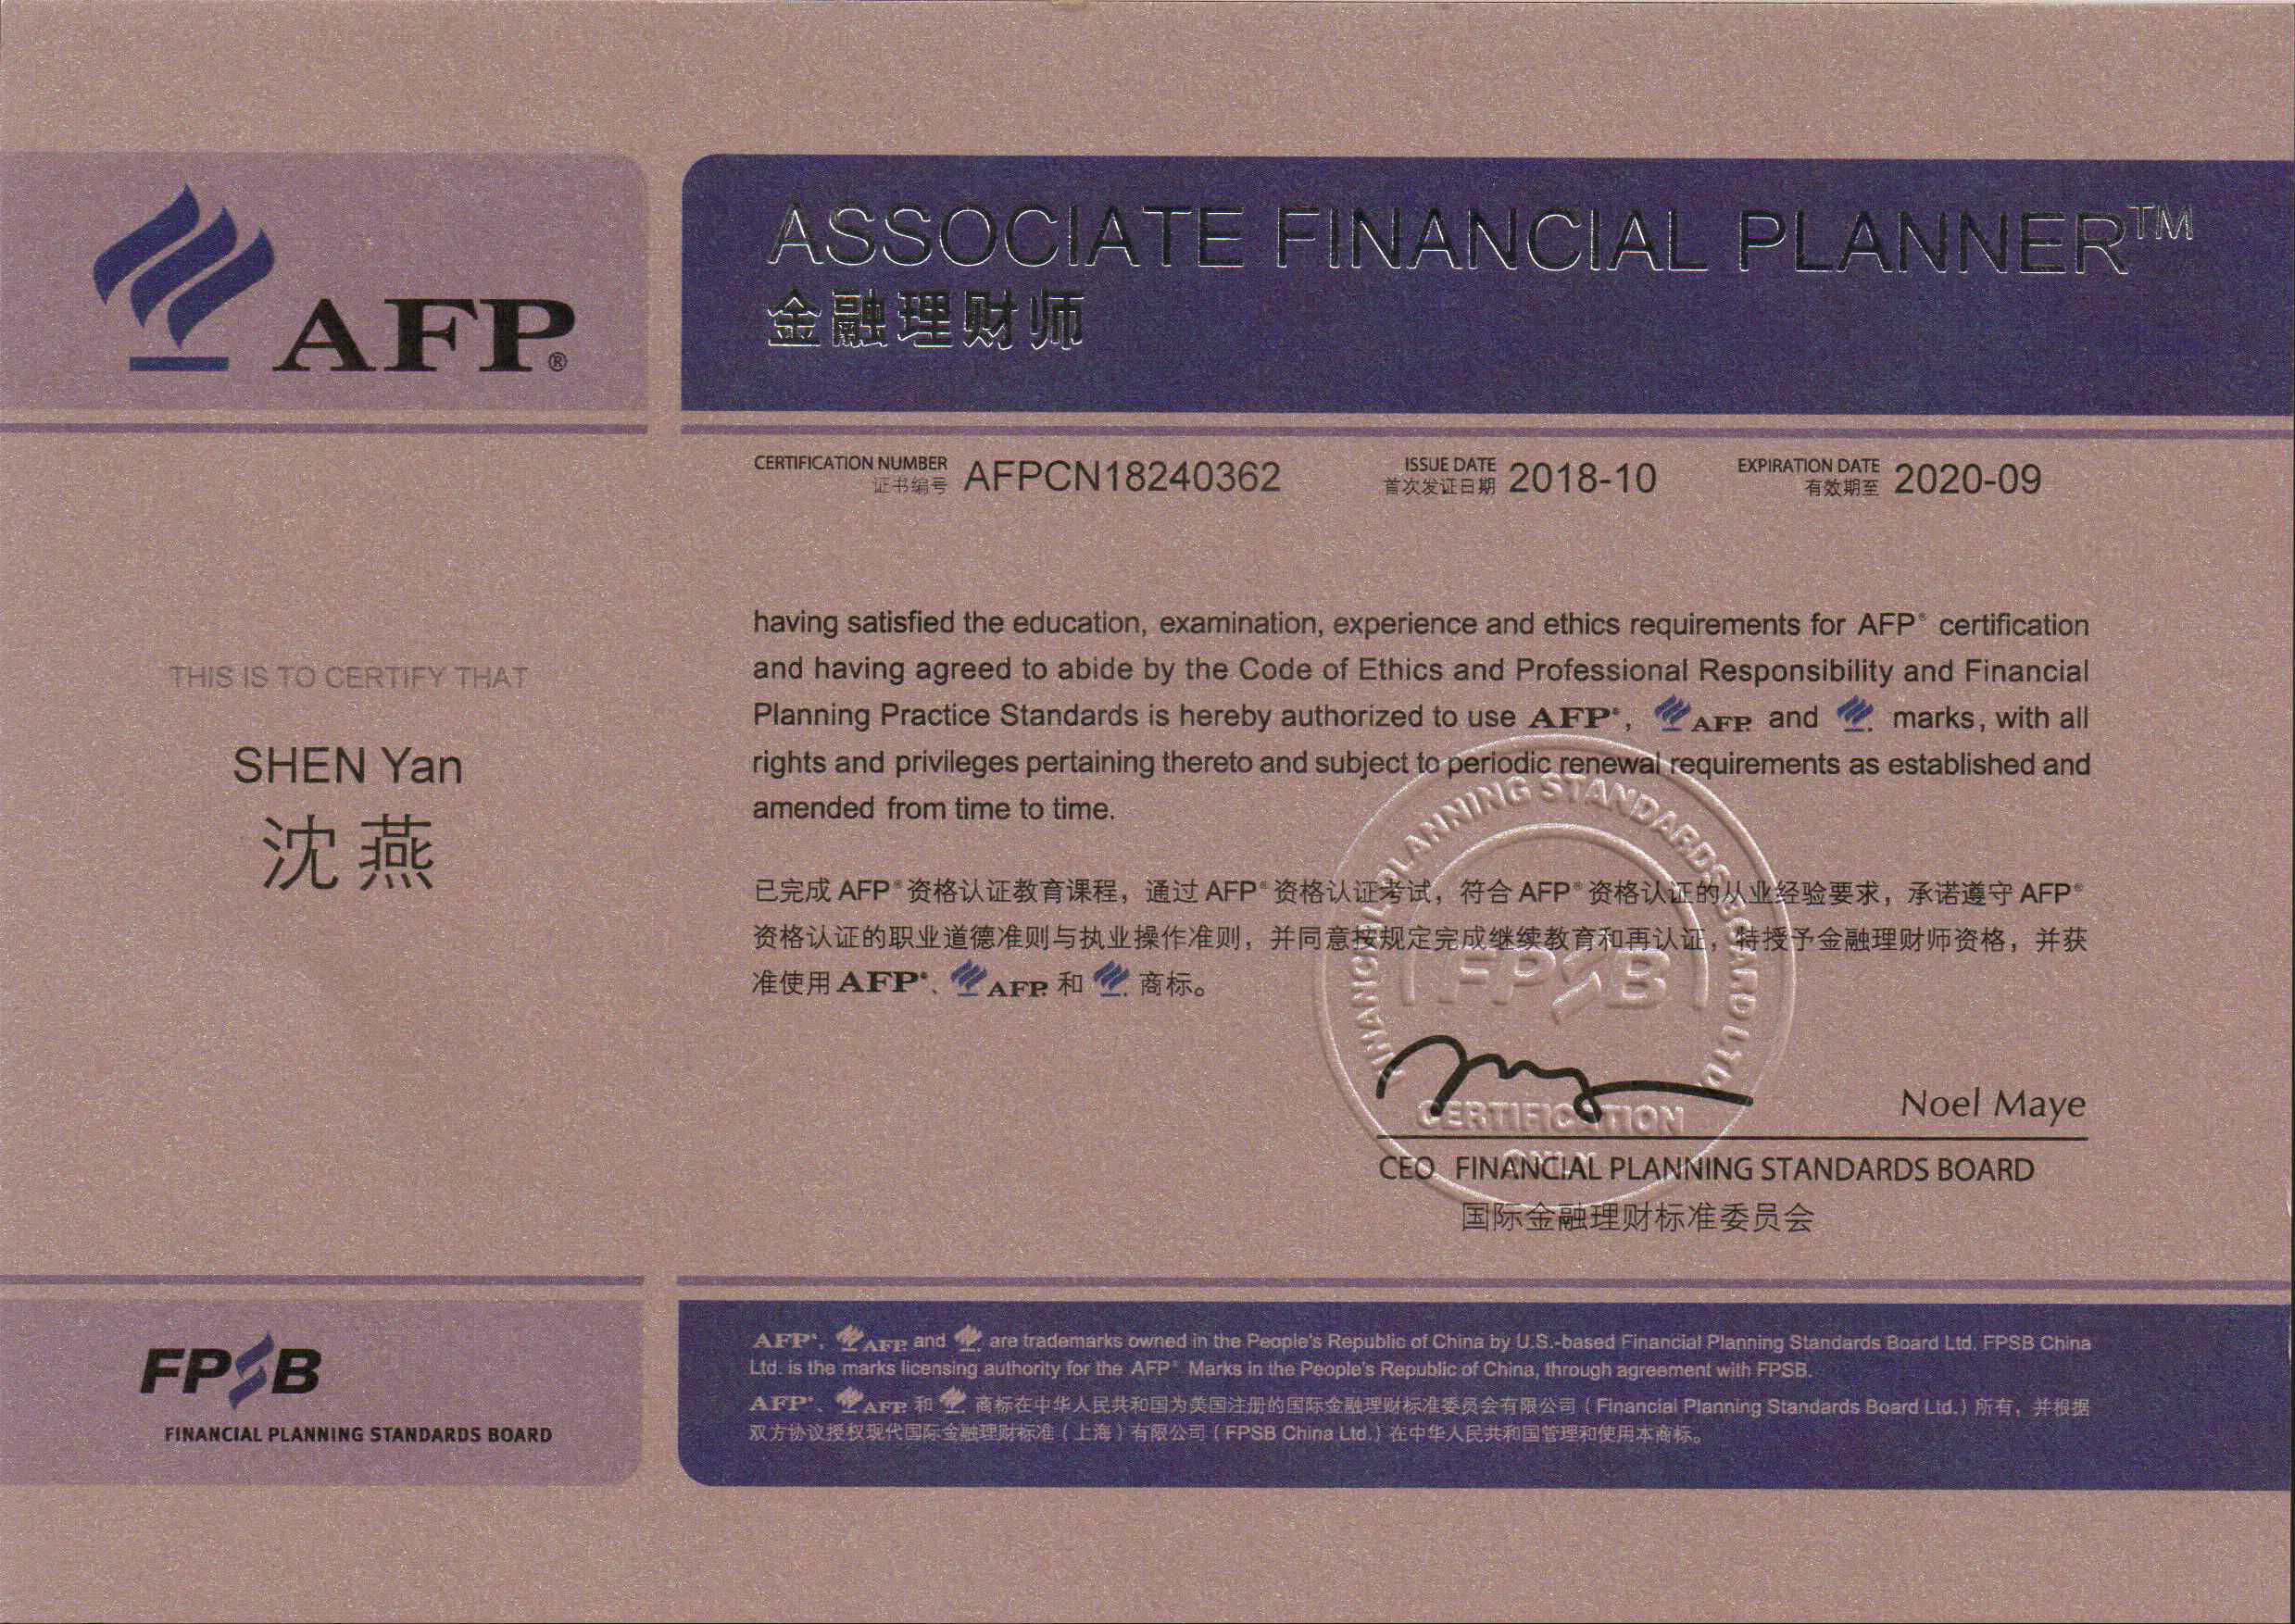 AFP®
ASSOCIATE FINANCIAL PLANNER™
金融理财师
CERTIFICATION NUMBER
证书编号
AFPCN18240362
ISSUE DATE
首次发证日期
2018-10
EXPIRATION DATE
有效期至
2020-09
THIS IS TO CERTIFY THAT
SHEN Yan
沈燕
having satisfied the education, examination, experience and ethics requirements for AFP® certification
and having agreed to abide by the Code of Ethics and Professional Responsibility and Financial
Planning Practice Standards is hereby authorized to use AFP®, AFP. and marks, with all
rights and privileges pertaining thereto and subject to periodic renewal requirements as established and
amended from time to time.
已完成 AFP® 资格认证教育课程，通过 AFP® 资格认证考试，符合 AFP® 资格认证的从业经验要求，承诺遵守 AFP®
资格认证的职业道德准则与执业操作准则，并同意按规定完成继续教育和再认证，特授予金融理财师资格，并获
准使用 AFP®、AFP. 和 商标。
FINANCIAL PLANNING STANDARDS BOARD LTD.
FPSB
CERTIFICATION
ONLY
Noel Maye
CEO FINANCIAL PLANNING STANDARDS BOARD
国际金融理财标准委员会
FPSB
FINANCIAL PLANNING STANDARDS BOARD
AFP®, AFP. and are trademarks owned in the People's Republic of China by U.S.-based Financial Planning Standards Board Ltd. FPSB China
Ltd. is the marks licensing authority for the AFP® Marks in the People's Republic of China, through agreement with FPSB.
AFP®、AFP. 和 商标在中华人民共和国为美国注册的国际金融理财标准委员会有限公司（Financial Planning Standards Board Ltd.）所有，并根据
双方协议授权现代国际金融理财标准（上海）有限公司（FPSB China Ltd.）在中华人民共和国管理和使用本商标。